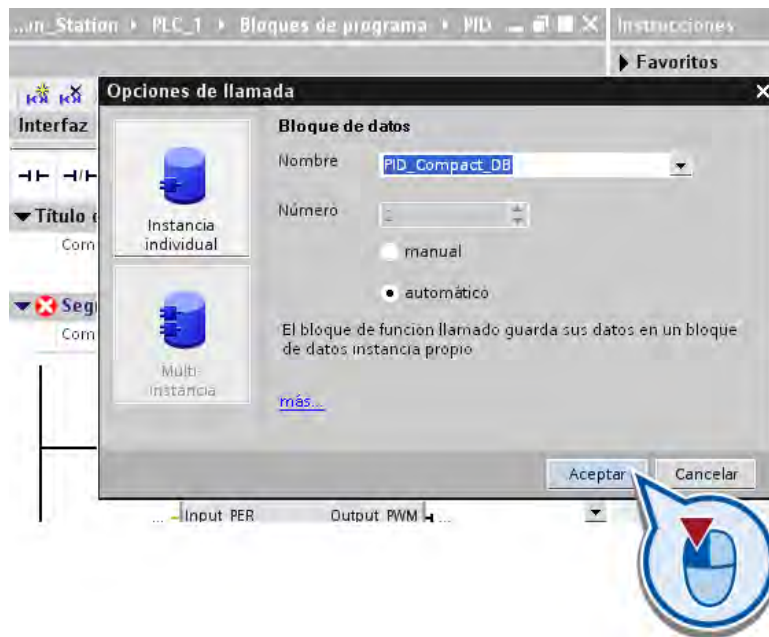 ...un_Station ▸ PLC_1 ▸ Bloques de programa ▸ PID
Instrucciones
Favoritos
Opciones de llamada
Interfaz
Bloque de datos
Nombre PID_Compact_DB
Instancia individual
Número
manual
automático
Título
Com
Seg
Com
Multi-
instancia
El bloque de función llamado guarda sus datos en un bloque
de datos instancia propio
más...
Aceptar Cancelar
... Input_PER Output_PWM ...